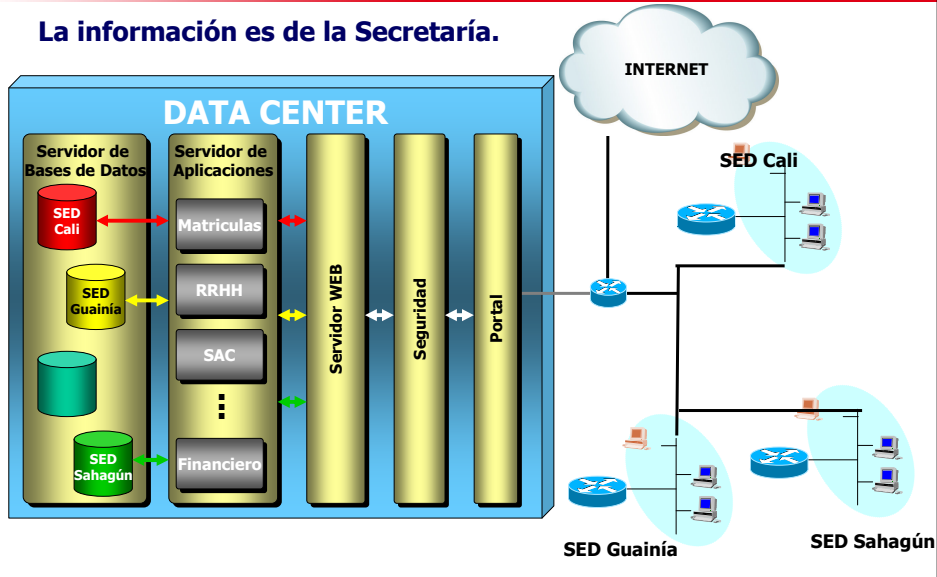 La información es de la Secretaría.
INTERNET
DATA CENTER
Servidor de
Bases de Datos
Servidor de
Aplicaciones
SED
Cali
SED
Guainía
SED
Sahagún
Matriculas
RRHH
SAC
⋮
Financiero
Servidor WEB
Seguridad
Portal
SED Cali
SED Guainía
SED Sahagún